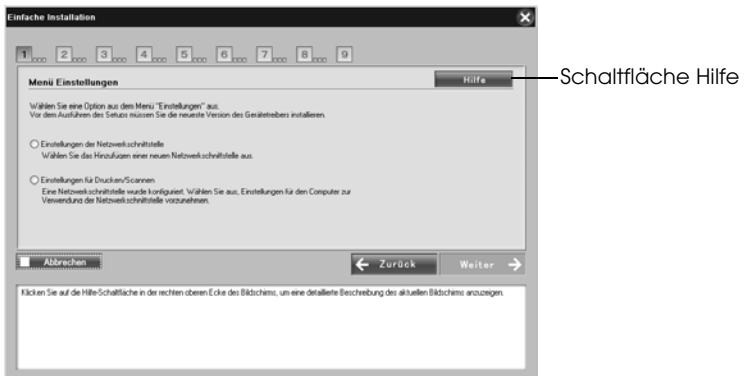 Einfache Installation
1 2 3 4 5 6 7 8 9
Menü Einstellungen
Hilfe
Schaltfläche Hilfe
Wählen Sie eine Option aus dem Menü "Einstellungen" aus.
Vor dem Ausführen des Setups müssen Sie die neueste Version des Gerätetreibers installieren.
Einstellungen der Netzwerkschnittstelle
Wählen Sie das Hinzufügen einer neuen Netzwerkschnittstelle aus.
Einstellungen für Drucken/Scannen
Eine Netzwerkschnittstelle wurde konfiguriert. Wählen Sie aus, Einstellungen für den Computer zur
Verwendung der Netzwerkschnittstelle vorzunehmen.
Abbrechen
Zurück
Weiter
Klicken Sie auf die Hilfe-Schaltfläche in der rechten oberen Ecke des Bildschirms, um eine detaillierte Beschreibung des aktuellen Bildschirms anzuzeigen.